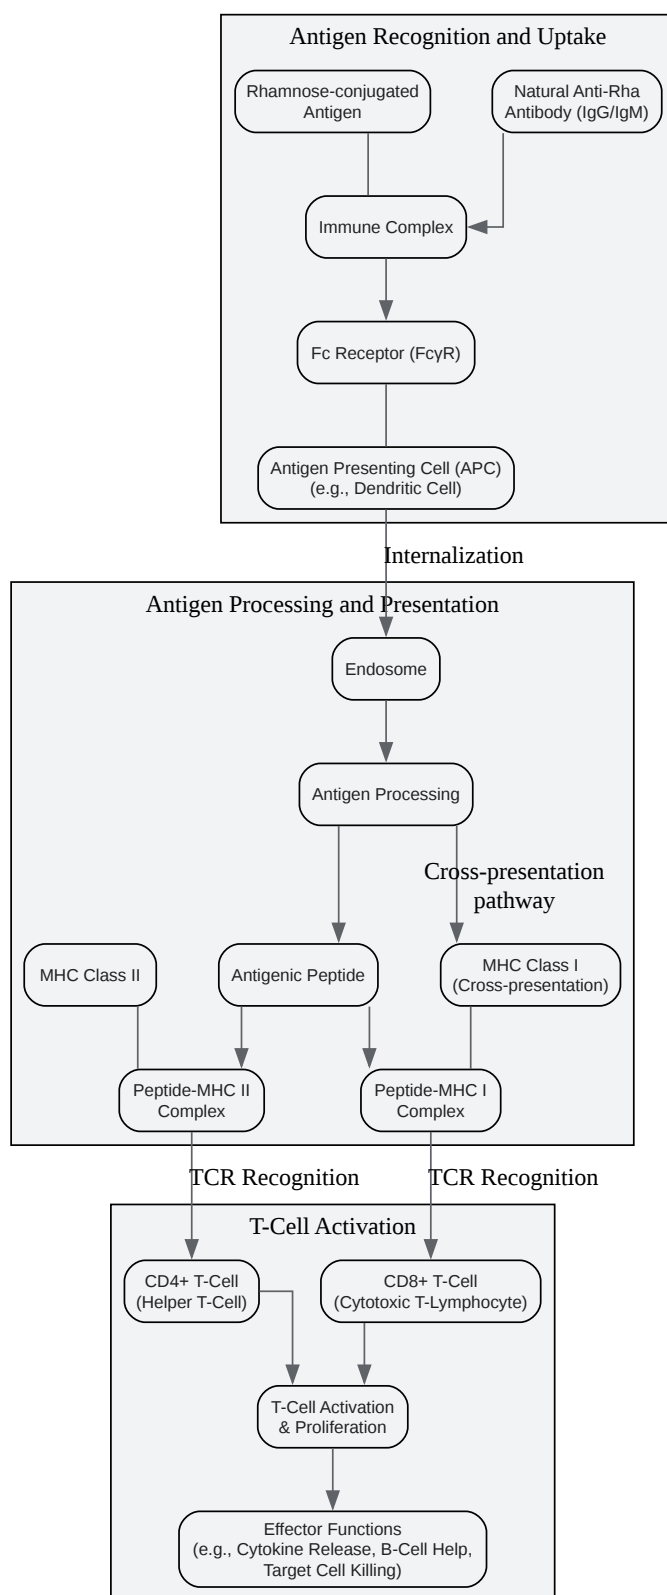 Antigen Recognition and Uptake
Rhamnose-conjugated
Antigen
Natural Anti-Rha
Antibody (IgG/IgM)
Immune Complex
Fc Receptor (FcγR)
Antigen Presenting Cell (APC)
(e.g., Dendritic Cell)
Internalization
Antigen Processing and Presentation
Endosome
Antigen Processing
Cross-presentation
pathway
MHC Class II
Antigenic Peptide
MHC Class I
(Cross-presentation)
Peptide-MHC II
Complex
Peptide-MHC I
Complex
TCR Recognition
TCR Recognition
T-Cell Activation
CD4+ T-Cell
(Helper T-Cell)
CD8+ T-Cell
(Cytotoxic T-Lymphocyte)
T-Cell Activation
& Proliferation
Effector Functions
(e.g., Cytokine Release, B-Cell Help,
Target Cell Killing)